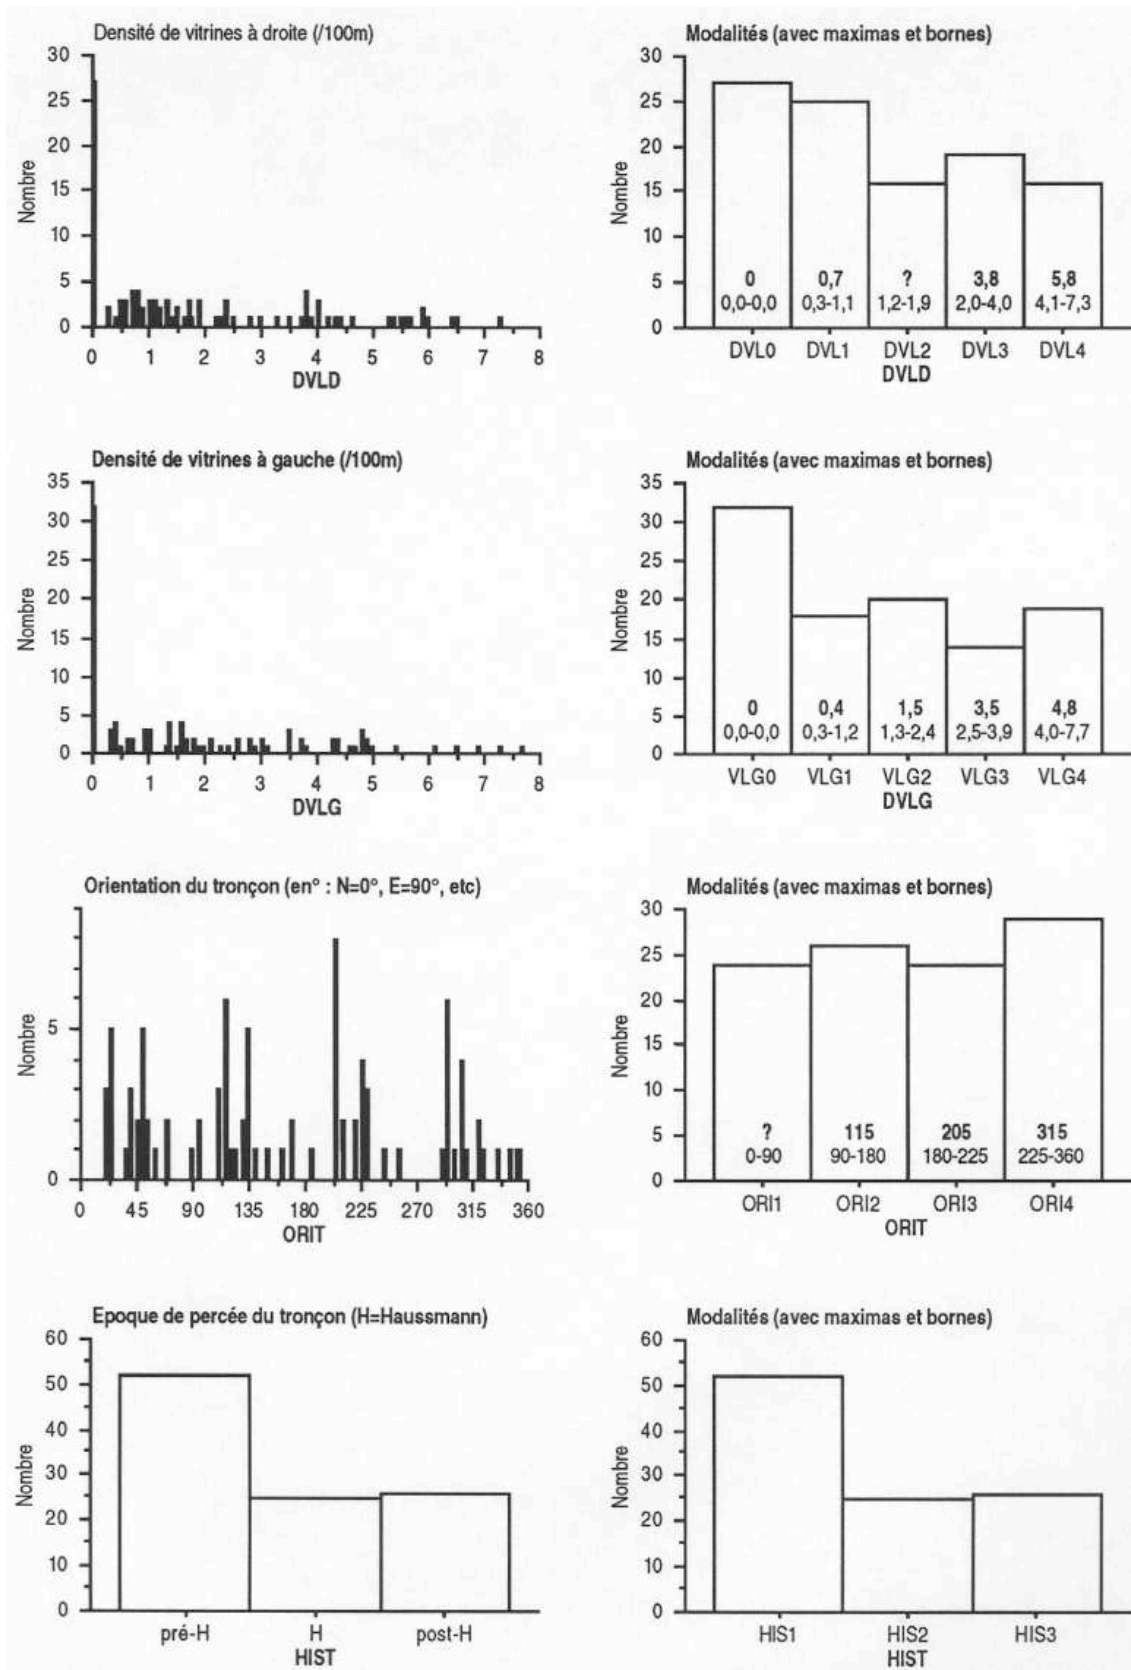 Densité de vitrines à droite (/100m)
30
25
20
15
10
5
0
Nombre
0 1 2 3 4 5 6 7 8
DVLD
Modalités (avec maximas et bornes)
30
25
20
15
10
5
0
Nombre
0 0,7 ? 3,8 5,8
0,0-0,0 0,3-1,1 1,2-1,9 2,0-4,0 4,1-7,3
DVL0 DVL1 DVL2 DVL3 DVL4
DVLD
Densité de vitrines à gauche (/100m)
35
30
25
20
15
10
5
0
Nombre
0 1 2 3 4 5 6 7 8
DVLG
Modalités (avec maximas et bornes)
35
30
25
20
15
10
5
0
Nombre
0 0,4 1,5 3,5 4,8
0,0-0,0 0,3-1,2 1,3-2,4 2,5-3,9 4,0-7,7
VLG0 VLG1 VLG2 VLG3 VLG4
DVLG
Orientation du tronçon (en° : N=0°, E=90°, etc)
5
0
Nombre
0 45 90 135 180 225 270 315 360
ORIT
Modalités (avec maximas et bornes)
30
25
20
15
10
5
0
Nombre
? 115 205 315
0-90 90-180 180-225 225-360
ORI1 ORI2 ORI3 ORI4
ORIT
Epoque de percée du tronçon (H=Haussmann)
60
50
40
30
20
10
0
Nombre
pré-H H post-H
HIST
Modalités (avec maximas et bornes)
60
50
40
30
20
10
0
Nombre
HIS1 HIS2 HIS3
HIST